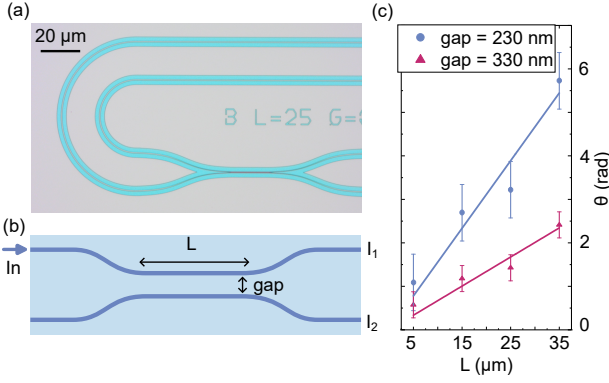 (a)
20 µm
B L=25 G=
(b)
L
In
gap
I1
I2
(c)
gap = 230 nm
gap = 330 nm
6
4
2
0
θ (rad)
5
15
25
35
L (µm)